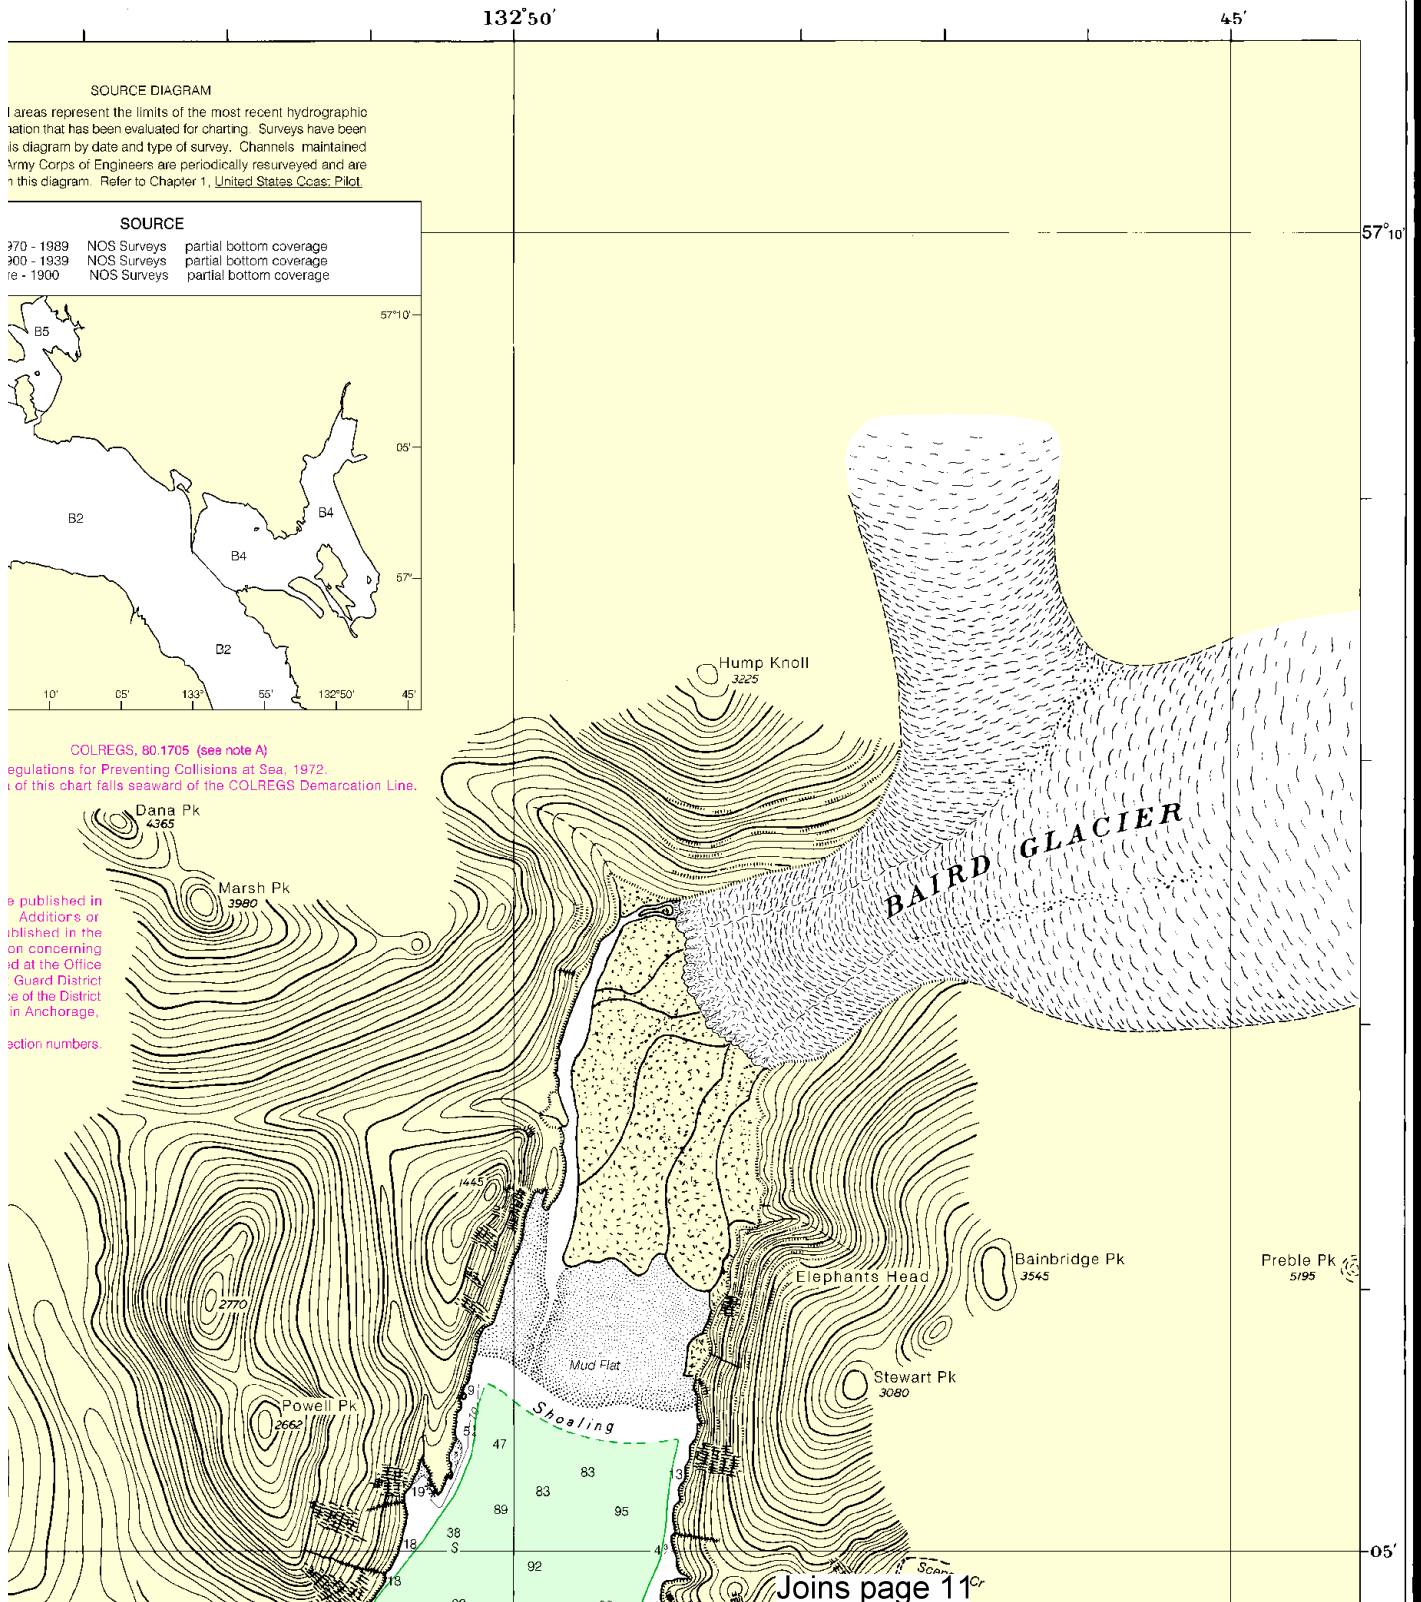 132°50′
45′
SOURCE DIAGRAM
areas represent the limits of the most recent hydrographic
that has been evaluated for charting. Surveys have been
is diagram by date and type of survey. Channels maintained
Army Corps of Engineers are periodically resurveyed and are
this diagram. Refer to Chapter 1, United States Coast Pilot.
SOURCE
970 - 1989 NOS Surveys partial bottom coverage
900 - 1939 NOS Surveys partial bottom coverage
re - 1900 NOS Surveys partial bottom coverage
57°10′
57°10′
B5
05′
B4
B2
B4
57°
B2
10′ 05′ 133° 55′ 132°50′ 45′
Hump Knoll
3225
COLREGS, 80.1705 (see note A)
egulations for Preventing Collisions at Sea, 1972.
of this chart falls seaward of the COLREGS Demarcation Line.
Dana Pk
4365
BAIRD GLACIER
Marsh Pk
3980
e published in
Additions or
ublished in the
on concerning
ed at the Office
Guard District
ce of the District
in Anchorage,
ection numbers.
1445
Bainbridge Pk
3545
Preble Pk
5195
Elephants Head
2770
Mud Flat
Stewart Pk
3080
Powell Pk
2662
9
Shoaling
47
83
13
19
83
89
95
38
S
18
4
05′
92
13
Cr
Joins page 11